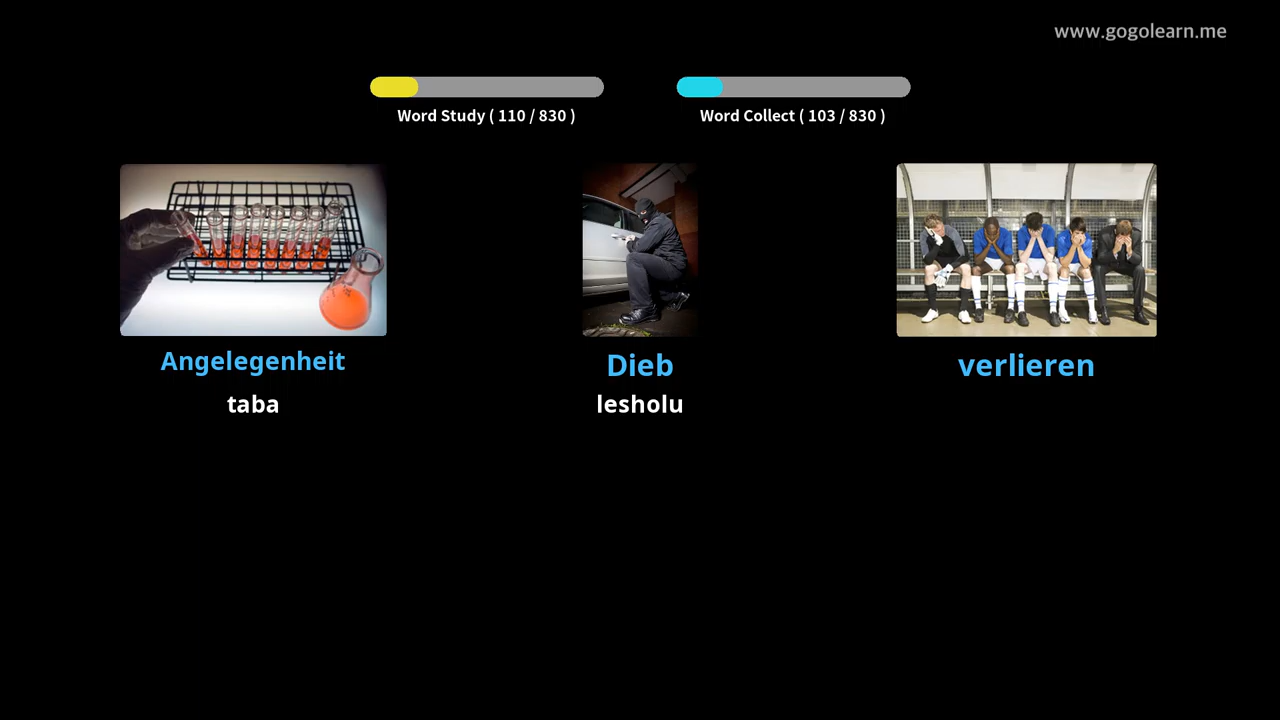 www.gogolearn.me
Word Study ( 110 / 830 )
Word Collect ( 103 / 830 )
Angelegenheit
Dieb
verlieren
taba
lesholu